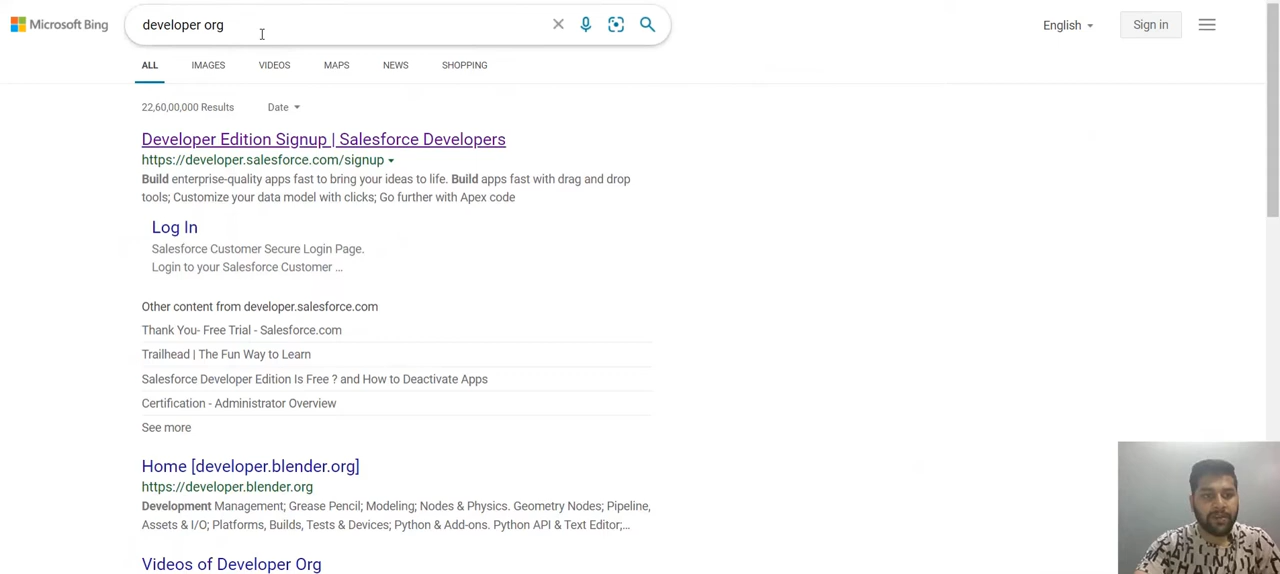 Microsoft Bing
developer org
English
Sign in
ALL
IMAGES
VIDEOS
MAPS
NEWS
SHOPPING
22,60,00,000 Results
Date
Developer Edition Signup | Salesforce Developers
https://developer.salesforce.com/signup
Build enterprise-quality apps fast to bring your ideas to life. Build apps fast with drag and drop
tools; Customize your data model with clicks; Go further with Apex code
Log In
Salesforce Customer Secure Login Page.
Login to your Salesforce Customer ...
Other content from developer.salesforce.com
Thank You- Free Trial - Salesforce.com
Trailhead | The Fun Way to Learn
Salesforce Developer Edition Is Free ? and How to Deactivate Apps
Certification - Administrator Overview
See more
Home [developer.blender.org]
https://developer.blender.org
Development Management; Grease Pencil; Modeling; Nodes & Physics. Geometry Nodes; Pipeline,
Assets & I/O; Platforms, Builds, Tests & Devices; Python & Add-ons. Python API & Text Editor;...
Videos of Developer Org